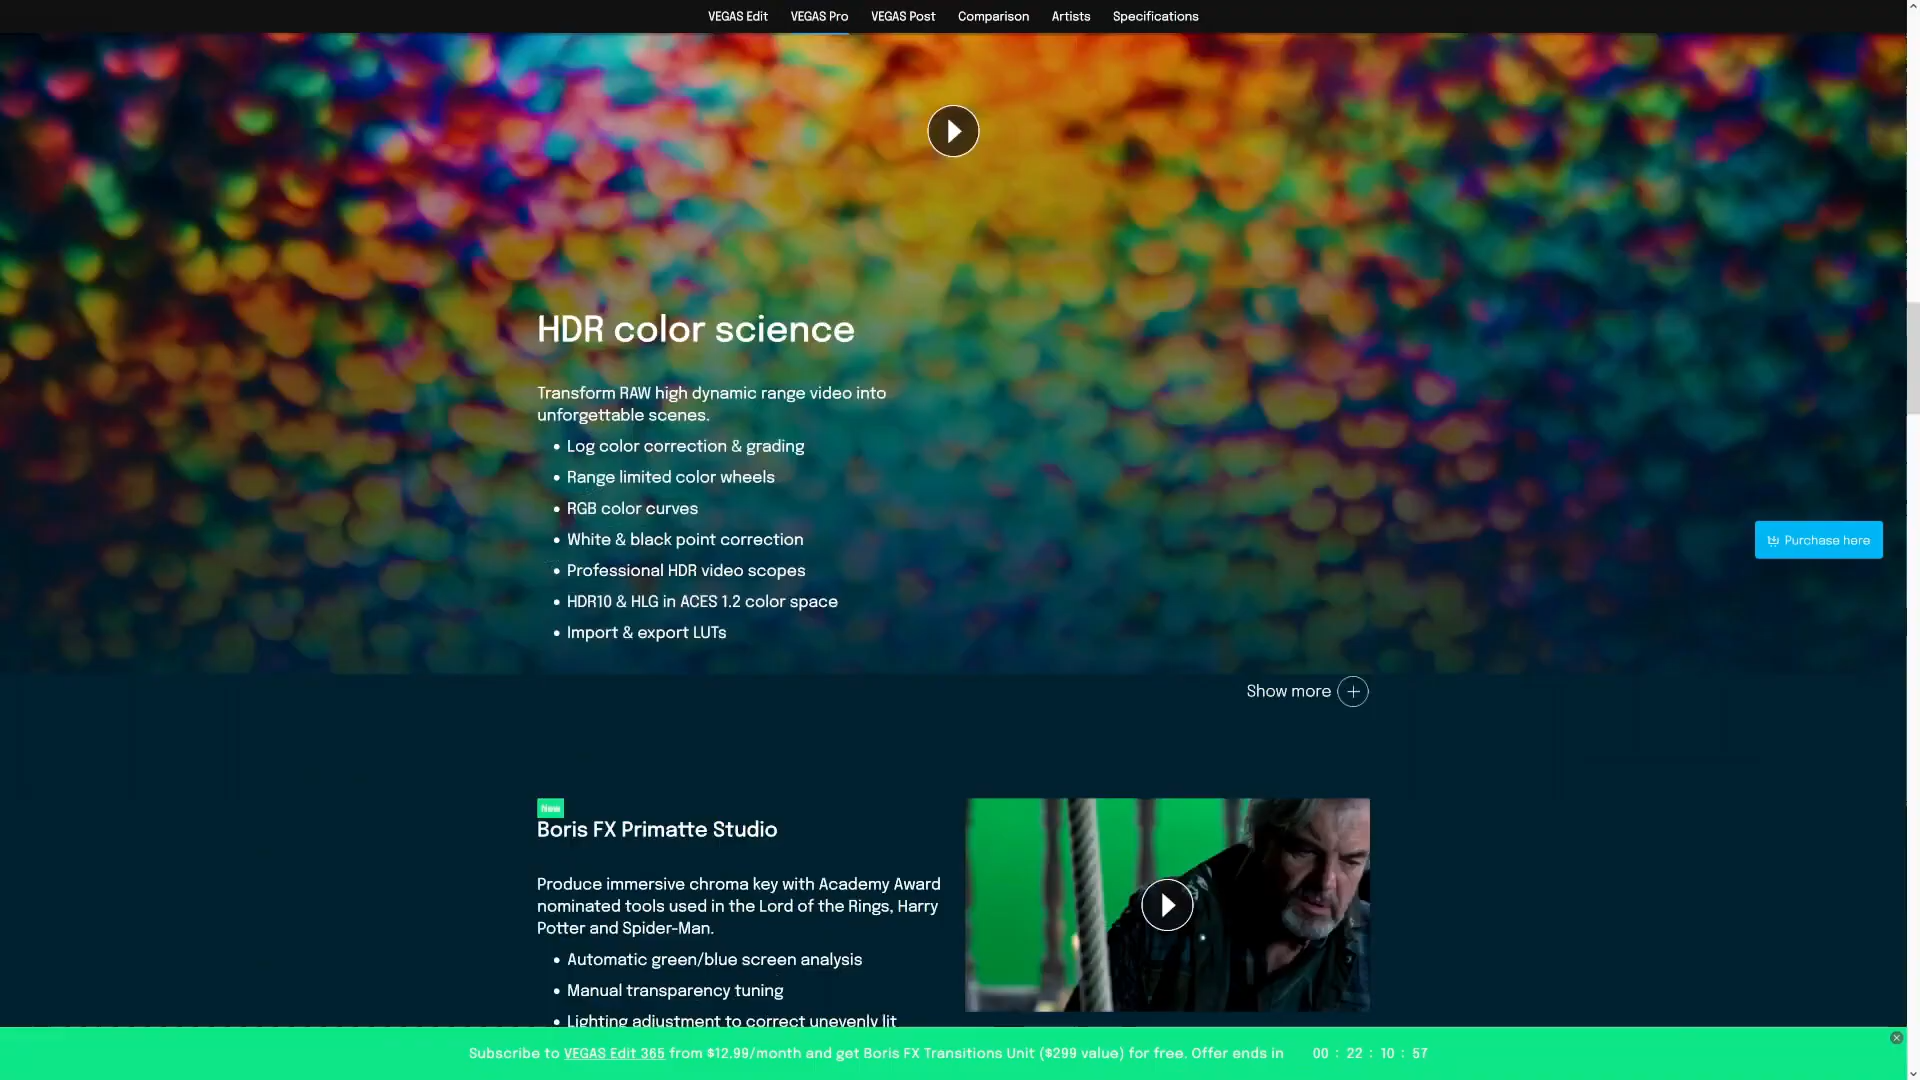 VEGAS Edit VEGAS Pro VEGAS Post Comparison Artists Specifications
HDR color science
Transform RAW high dynamic range video into
unforgettable scenes.
• Log color correction & grading
• Range limited color wheels
• RGB color curves
• White & black point correction
• Professional HDR video scopes
• HDR10 & HLG in ACES 1.2 color space
• Import & export LUTs
Purchase here
Show more
New
Boris FX Primatte Studio
Produce immersive chroma key with Academy Award
nominated tools used in the Lord of the Rings, Harry
Potter and Spider-Man.
• Automatic green/blue screen analysis
• Manual transparency tuning
• Lighting adjustment to correct unevenly lit
Subscribe to VEGAS Edit 365 from $12.99/month and get Boris FX Transitions Unit ($299 value) for free. Offer ends in 00 : 22 : 10 : 57